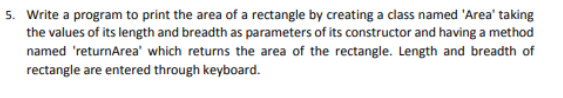 5. Write a program to print the area of a rectangle by creating a class named 'Area' taking
the values of its length and breadth as parameters of its constructor and having a method
named 'returnArea' which returns the area of the rectangle. Length and breadth of
rectangle are entered through keyboard.